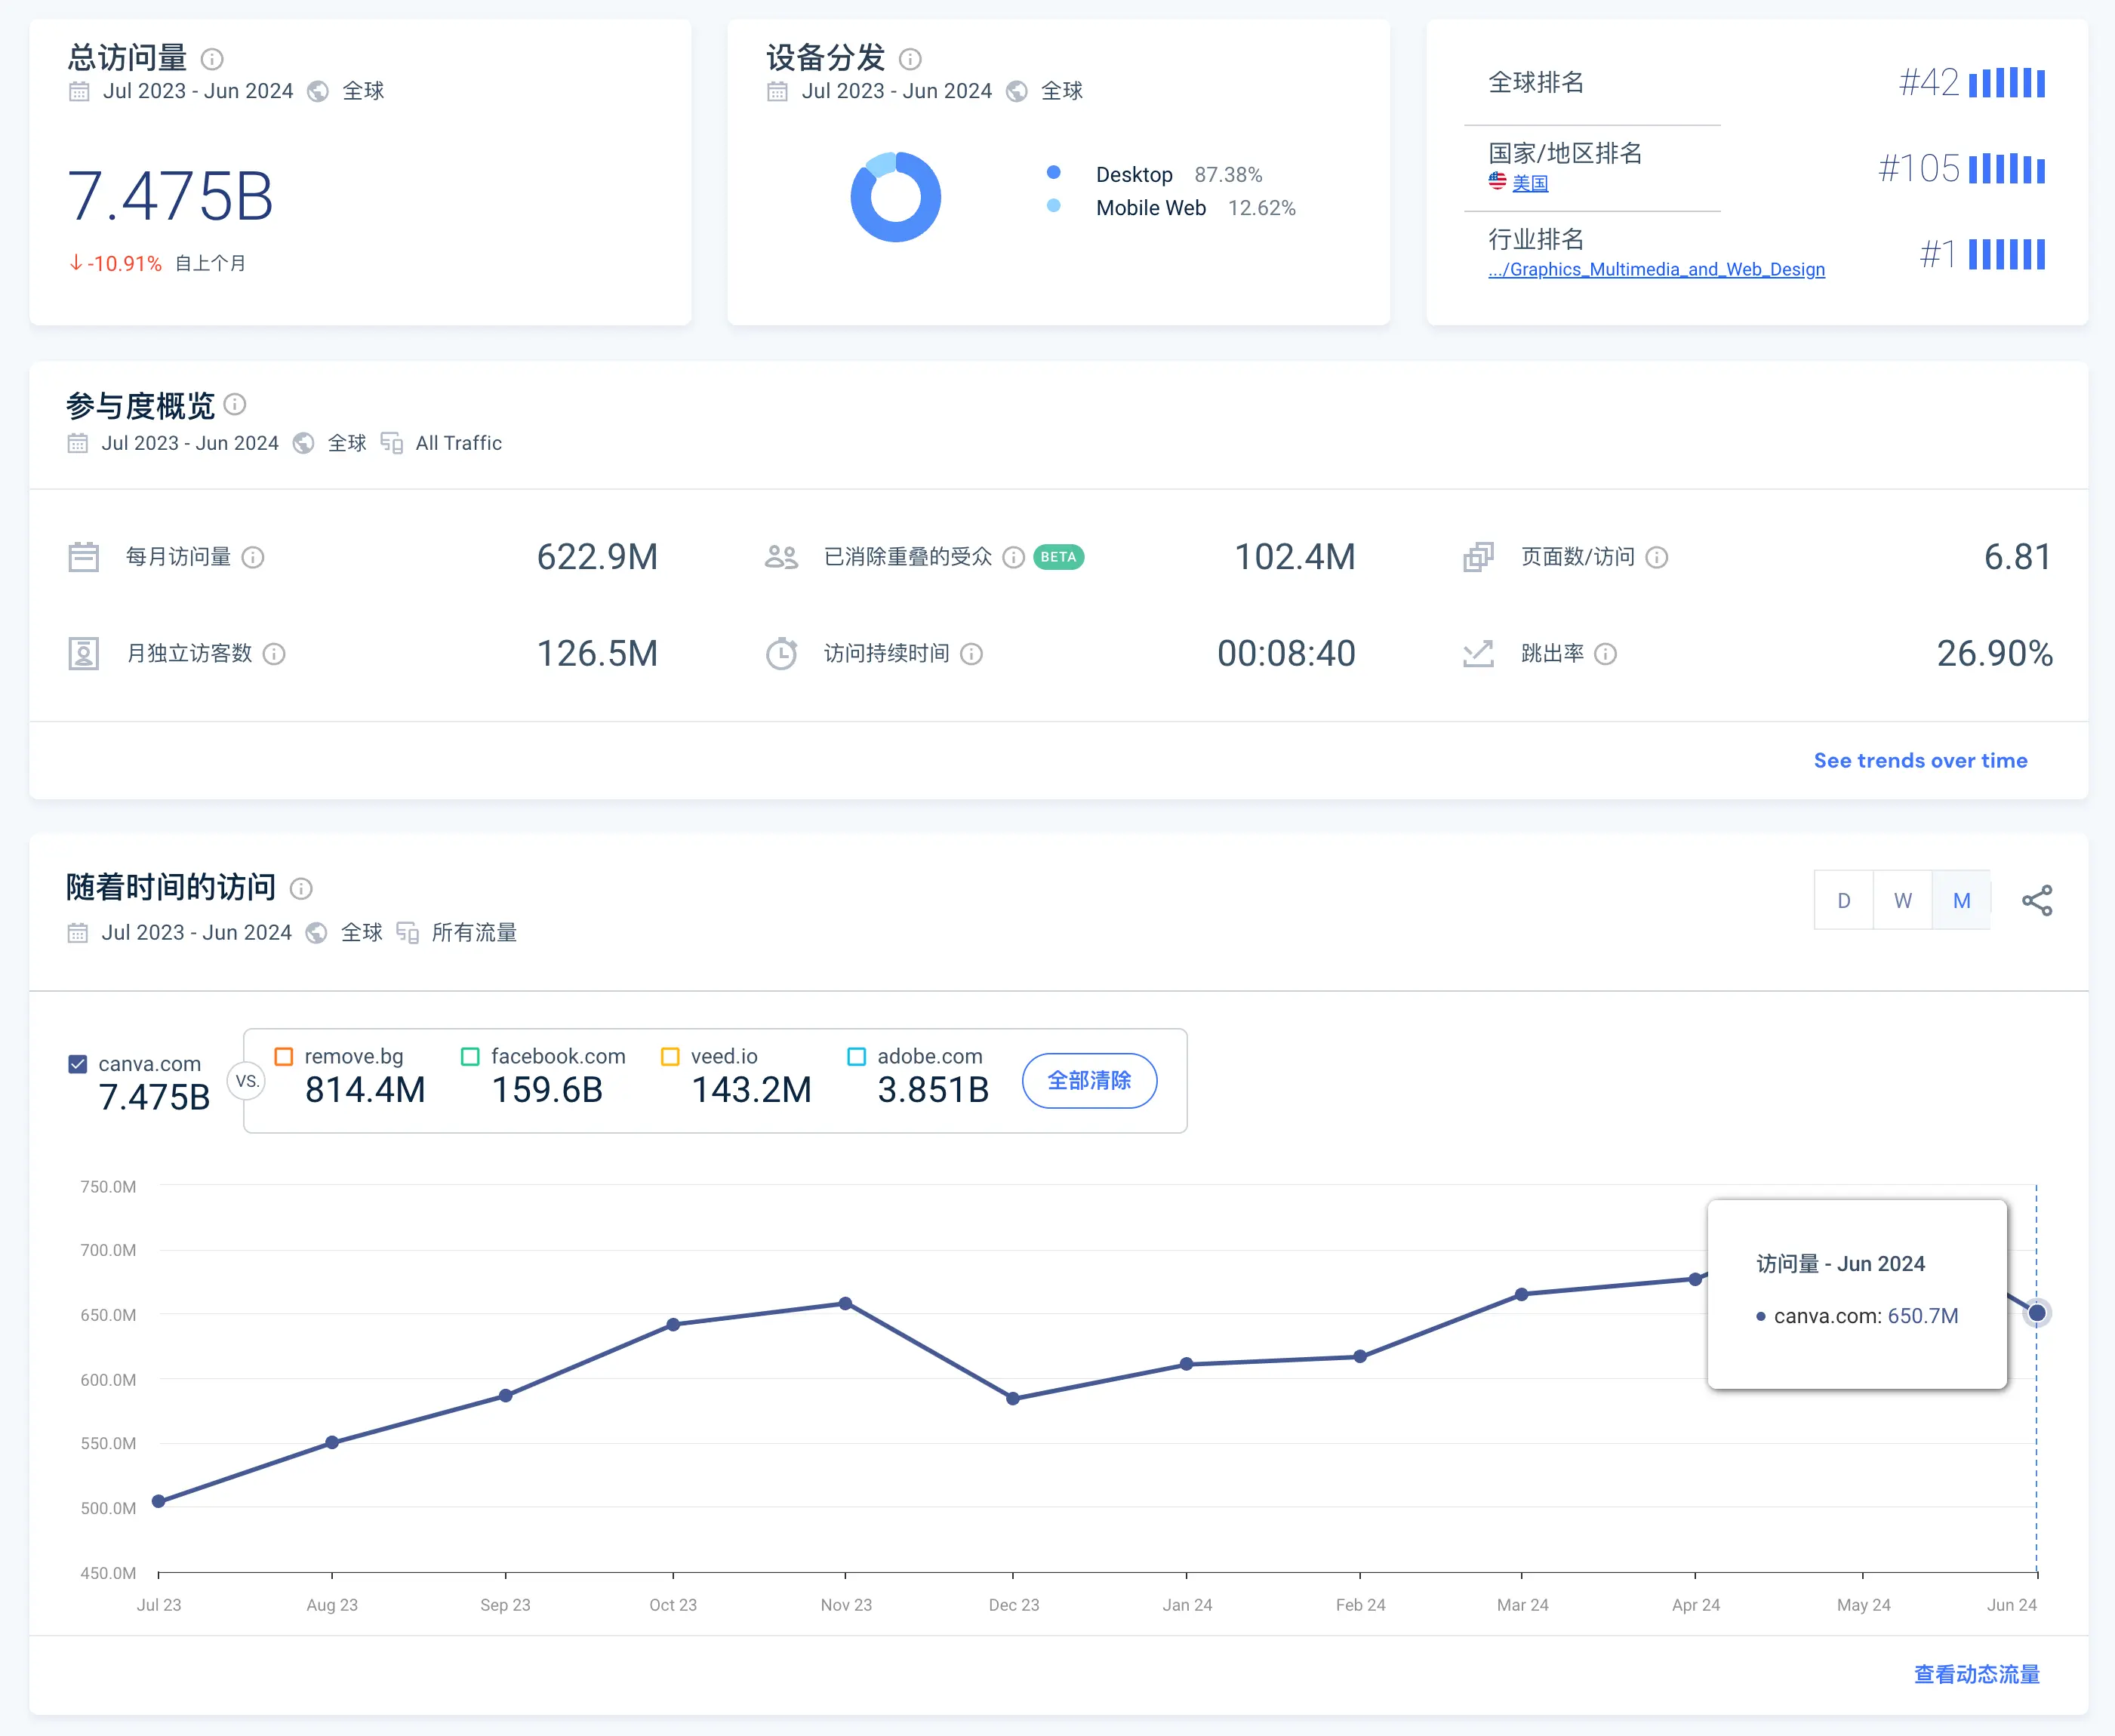 总访问量
Jul 2023 - Jun 2024 全球
7.475B
-10.91% 自上个月
设备分发
Jul 2023 - Jun 2024 全球
Desktop 87.38%
Mobile Web 12.62%
全球排名 #42
国家/地区排名 #105
美国
行业排名 #1
.../Graphics_Multimedia_and_Web_Design
参与度概览
Jul 2023 - Jun 2024 全球 All Traffic
每月访问量 622.9M
已消除重叠的受众 BETA 102.4M
页面数/访问 6.81
月独立访客数 126.5M
访问持续时间 00:08:40
跳出率 26.90%
See trends over time
随着时间的访问
Jul 2023 - Jun 2024 全球 所有流量
D W M
canva.com
7.475B
VS.
remove.bg
814.4M
facebook.com
159.6B
veed.io
143.2M
adobe.com
3.851B
全部清除
750.0M
700.0M
650.0M
600.0M
550.0M
500.0M
450.0M
访问量 - Jun 2024
canva.com: 650.7M
Jul 23 Aug 23 Sep 23 Oct 23 Nov 23 Dec 23 Jan 24 Feb 24 Mar 24 Apr 24 May 24 Jun 24
查看动态流量